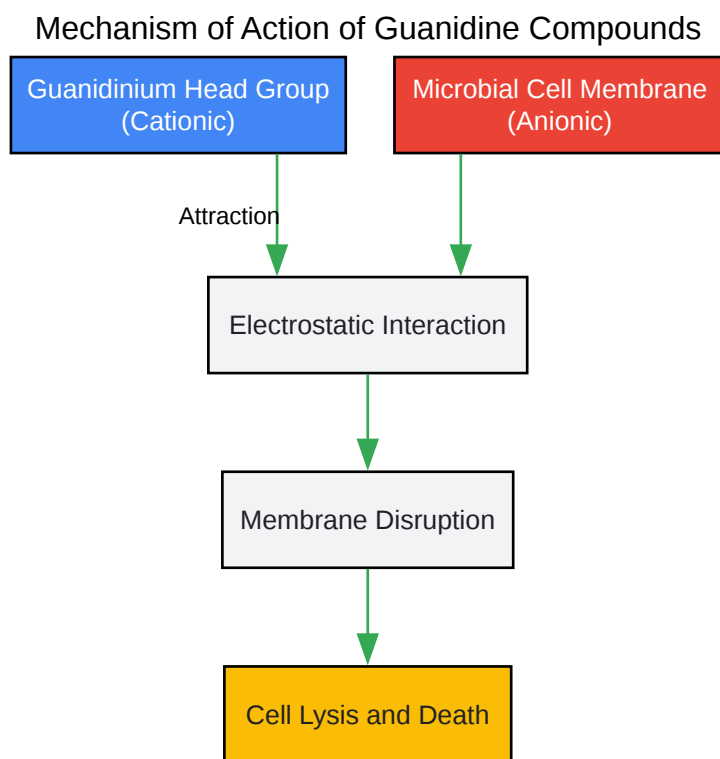 Mechanism of Action of Guanidine Compounds
Guanidinium Head Group
(Cationic)
Microbial Cell Membrane
(Anionic)
Attraction
Electrostatic Interaction
Membrane Disruption
Cell Lysis and Death